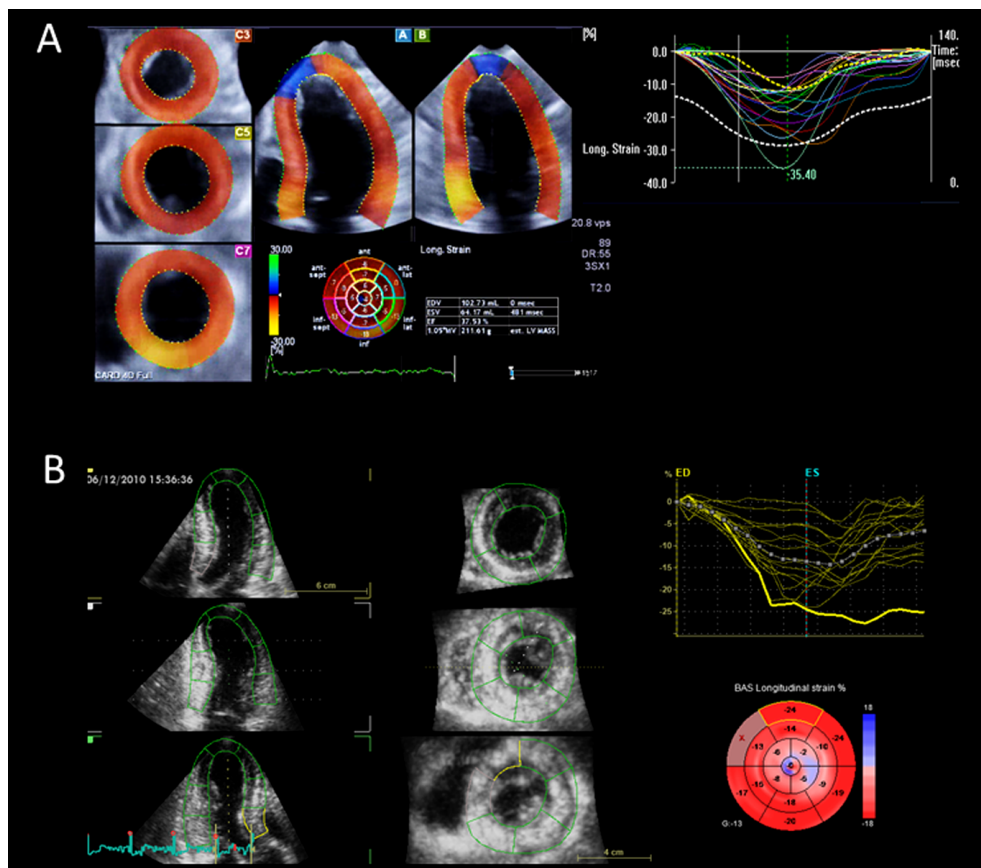 A
C3
C5
C7
CARD 4D Full
A B
[%]
20.8 vps
89
DR:55
3SX1
T2.0
Long. Strain
30.00
-30.00
[%]
ant
ant-sept
ant-lat
inf-sept
inf-lat
inf
EDV 102.73 mL 0 msec
ESV 64.17 mL 481 msec
EF 37.53 %
1.05*MV 211.61 g est. LV MASS
0.0
-10.0
-20.0
Long. Strain
-30.0
-40.0
-35.40
140.
Time:
[msec
0.
B
06/12/2010 15:36:36
6 cm
4 cm
ED
ES
%
0
-5
-10
-15
-20
-25
BAS Longitudinal strain %
-24
-14
X
-13
-24
-10
-6
-2
-8
-5
-9
-17
-15
-18
-19
-20
G:-13
18
-18